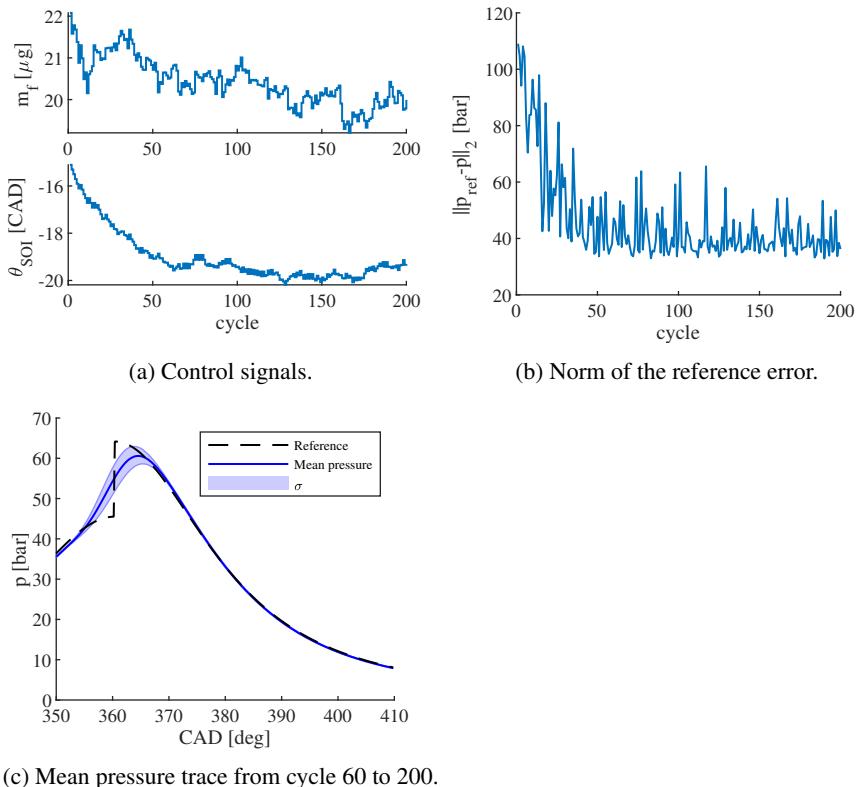 22
21
20
m_f [μg]
0 50 100 150 200
-16
-18
-20
θ_SOI [CAD]
0 50 100 150 200
cycle
(a) Control signals.
120
100
80
60
40
20
||p_ref-p||_2 [bar]
0 50 100 150 200
cycle
(b) Norm of the reference error.
70
60
50
40
30
20
10
0
p [bar]
Reference
Mean pressure
σ
350 360 370 380 390 400 410
CAD [deg]
(c) Mean pressure trace from cycle 60 to 200.